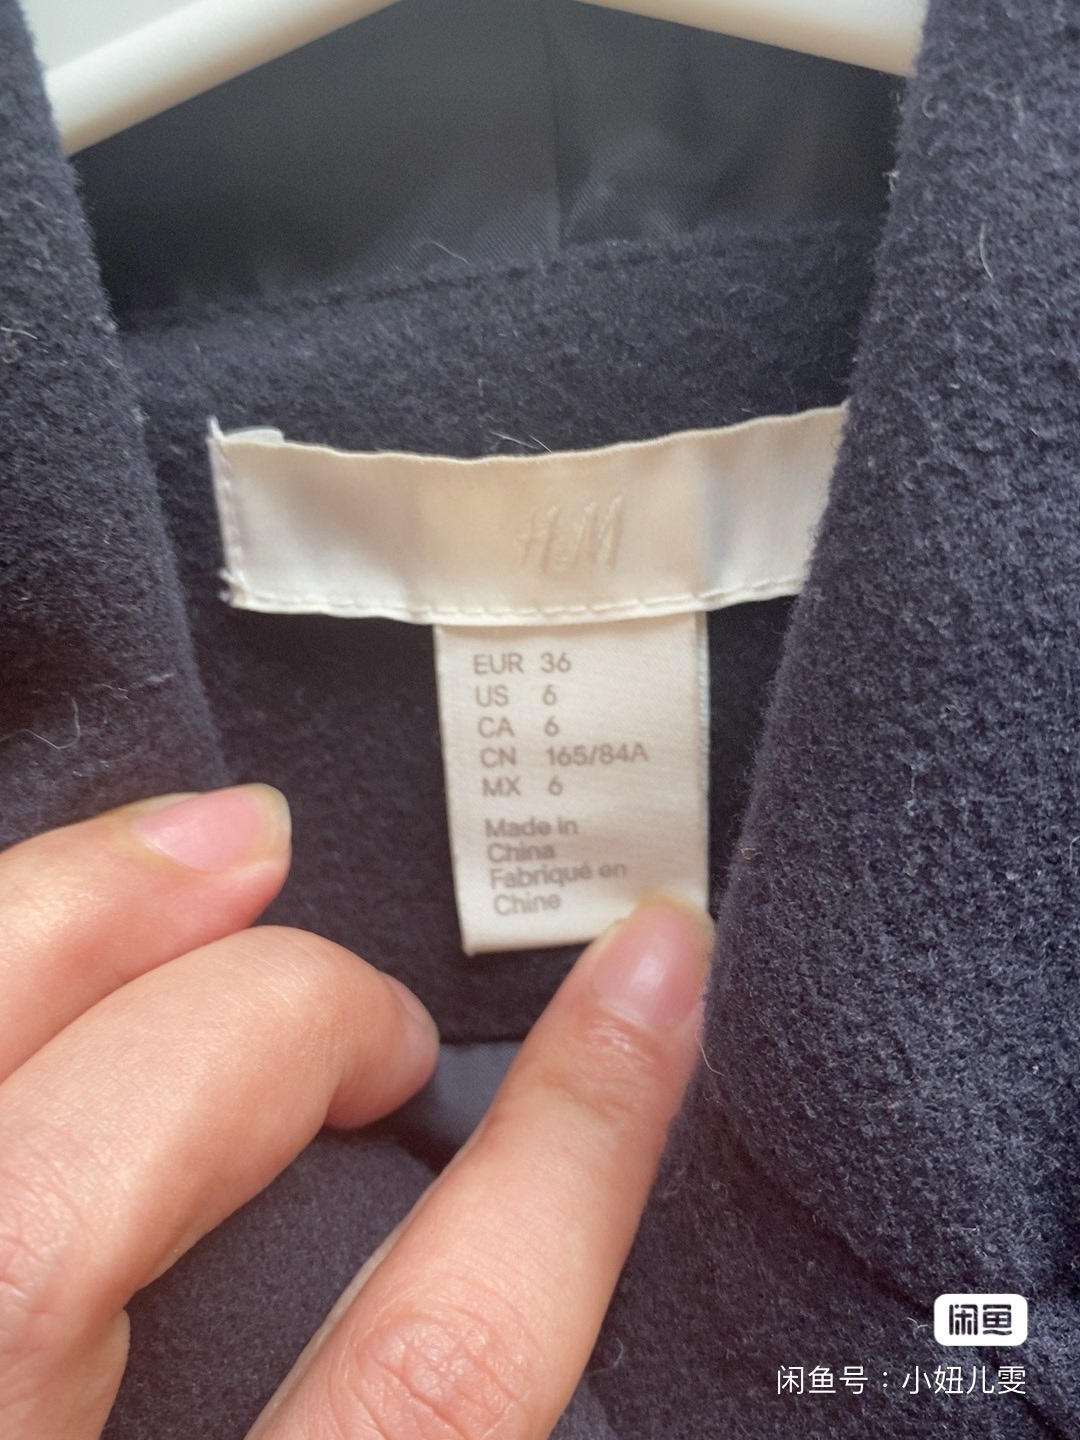 H&M
EUR 36
US 6
CA 6
CN 165/84A
MX 6
Made in
China
Fabriqué en
Chine
闲鱼
闲鱼号：小妞儿雯